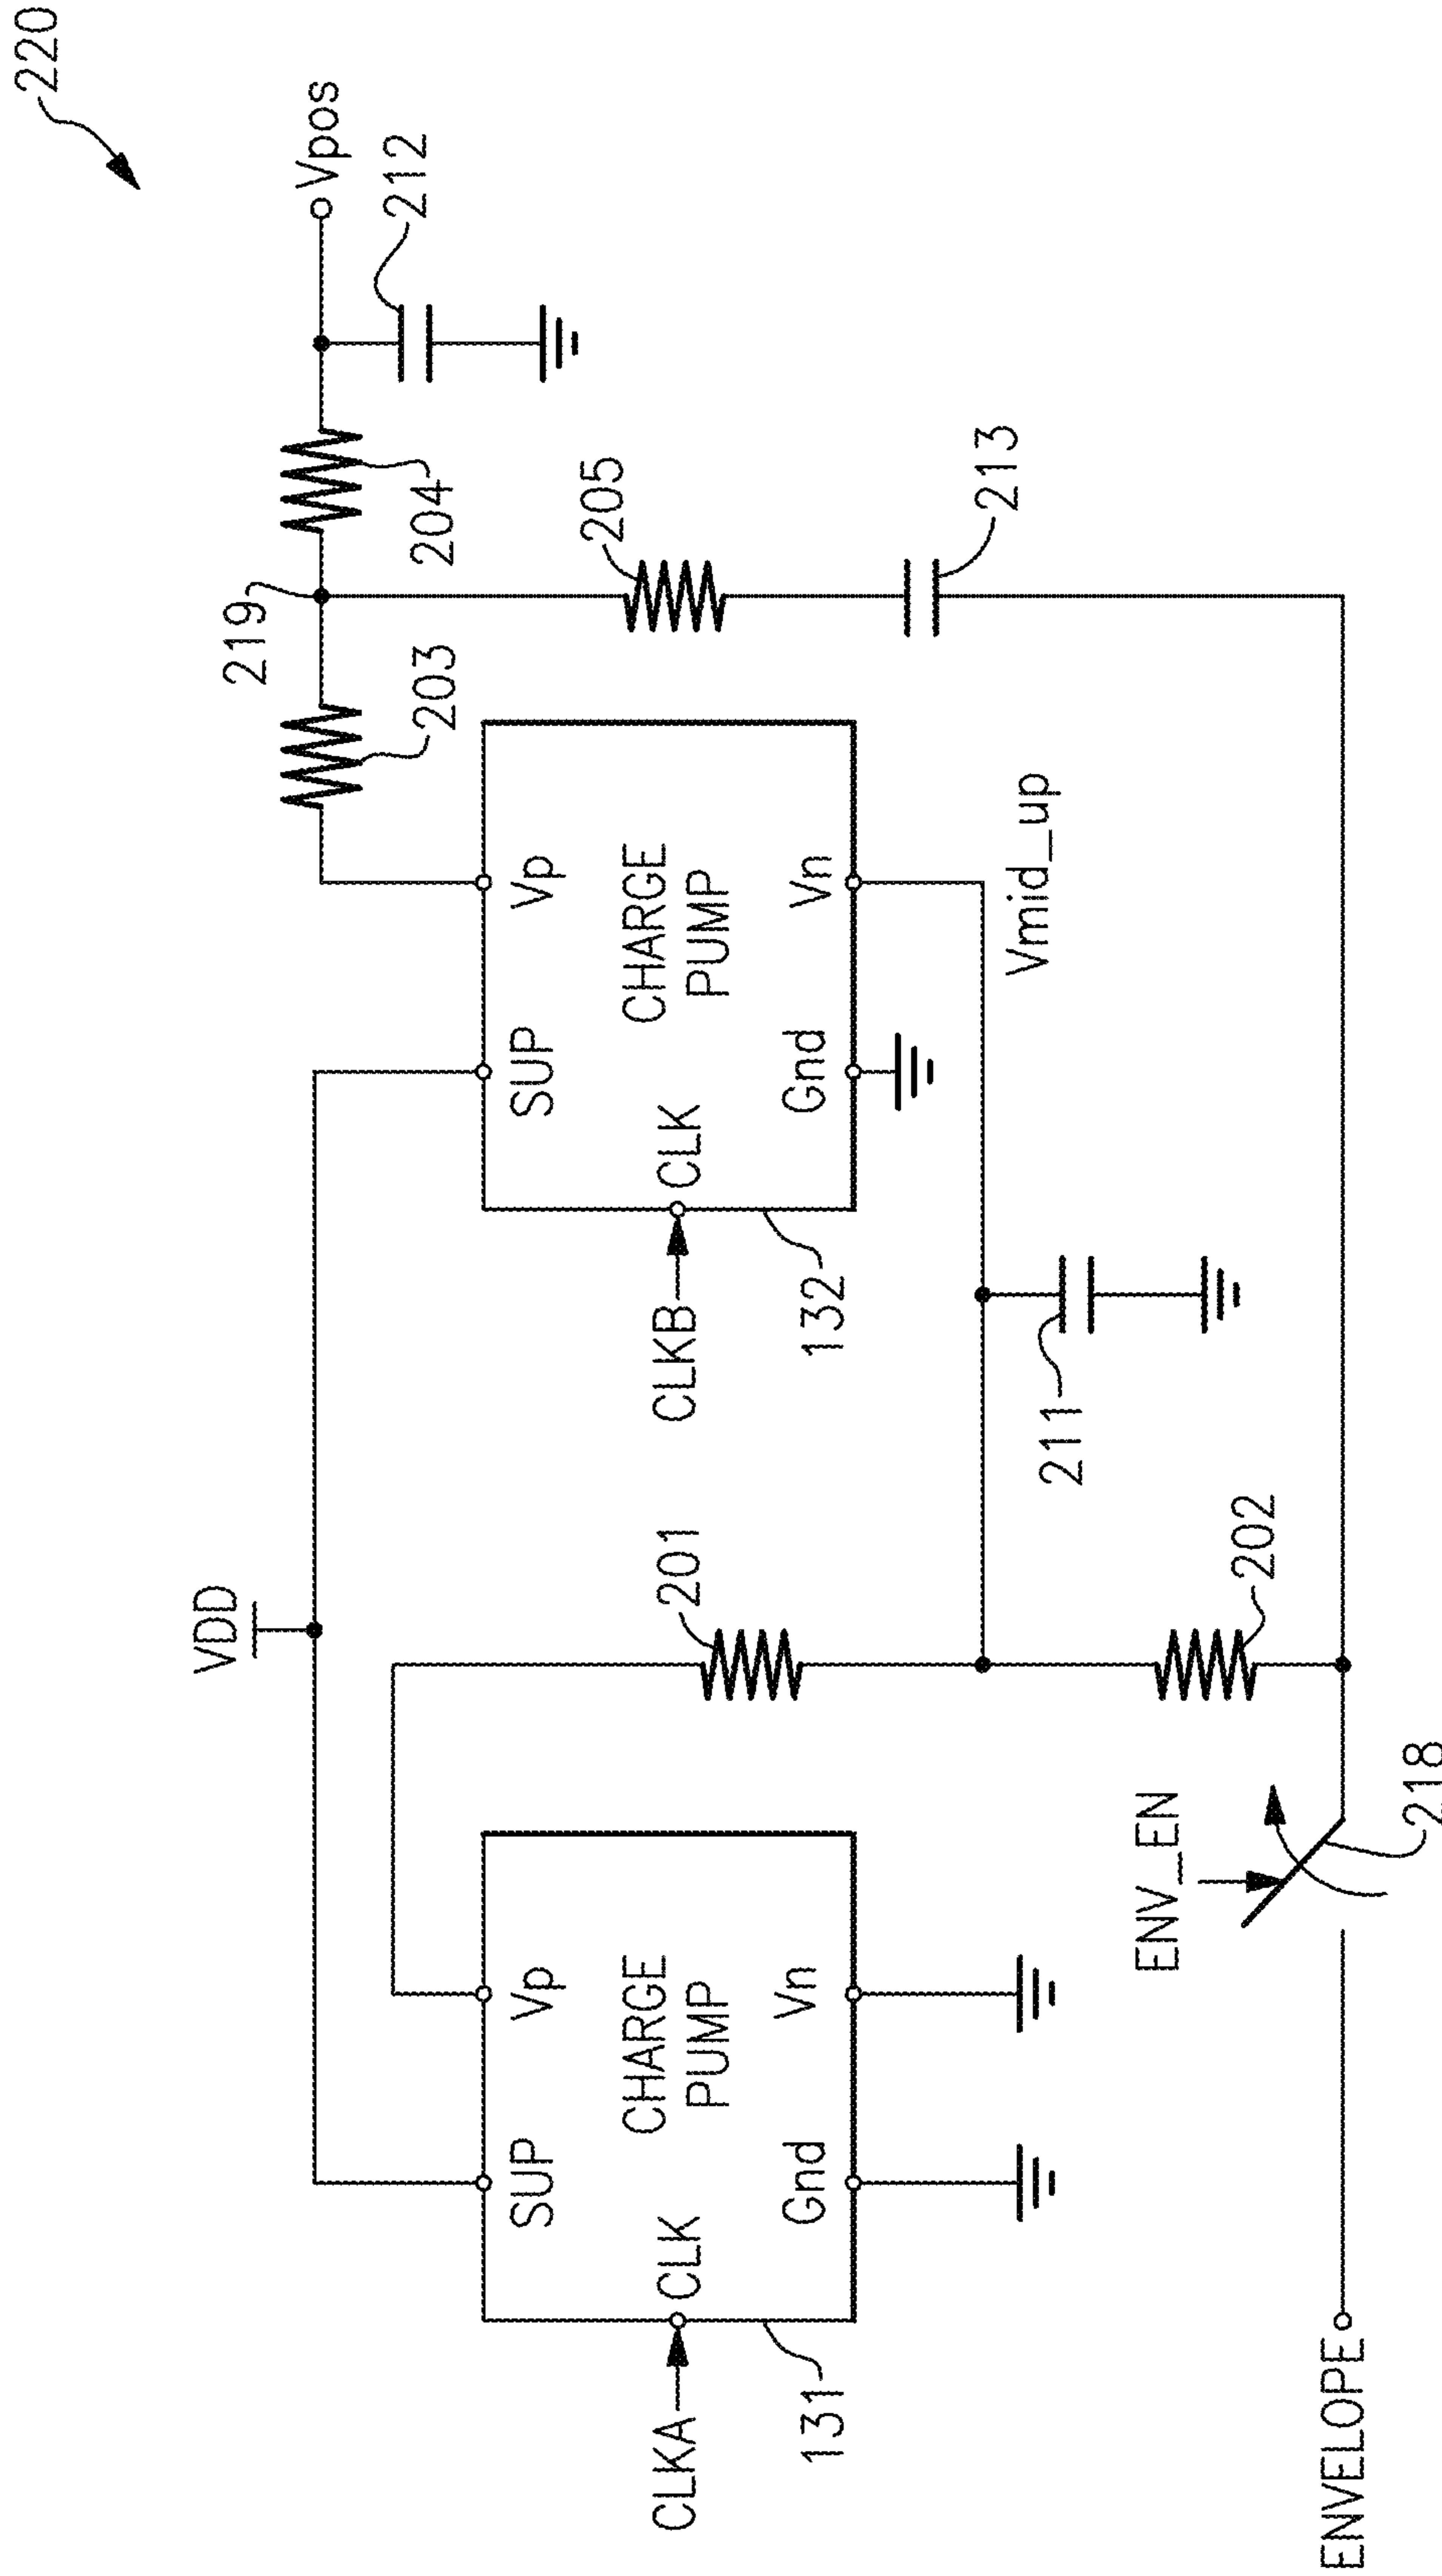 220
VDD
Vpos
219
204
212
203
205
213
SUP
Vp
CLKA
CLK
CHARGE
PUMP
Gnd
Vn
131
201
SUP
Vp
CLKB
CLK
CHARGE
PUMP
Gnd
Vn
132
Vmid_up
211
202
ENV_EN
218
ENVELOPE